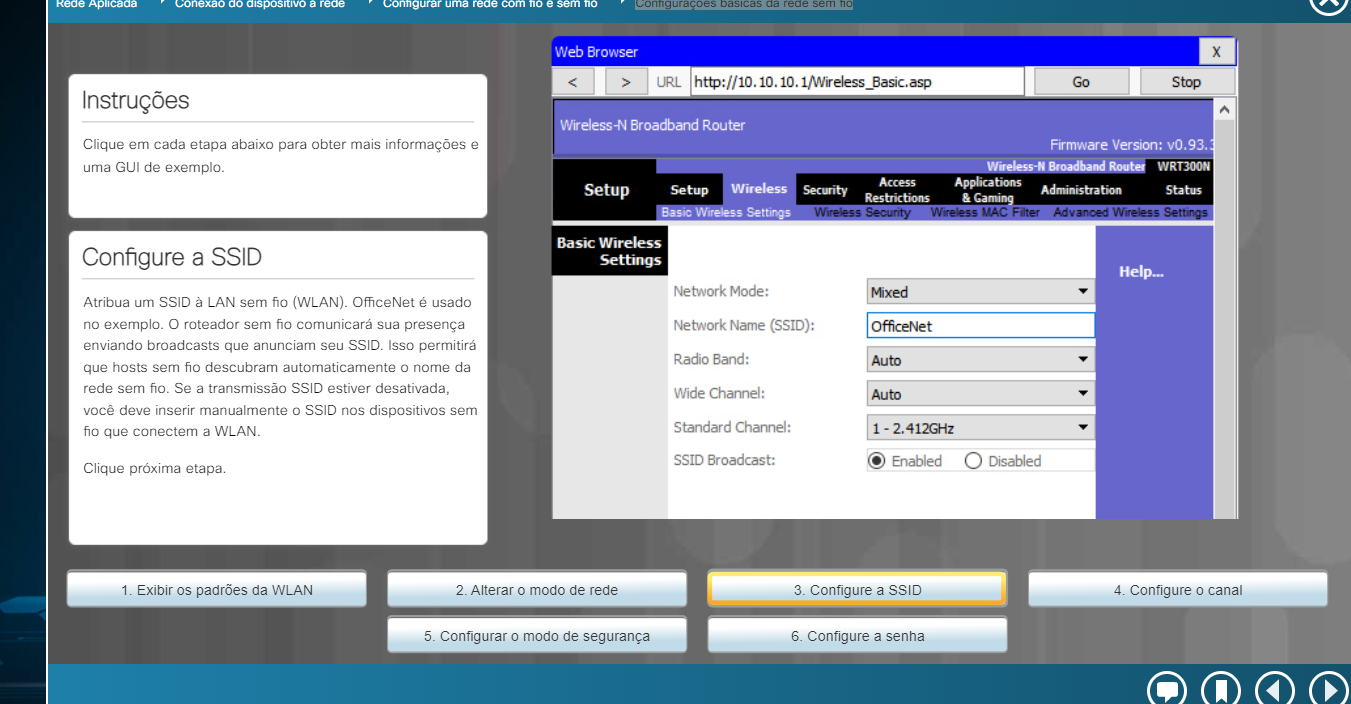 Rede Aplicada Conexão do dispositivo à rede Configurar uma rede com fio e sem fio Configurações básicas da rede sem fio
Instruções
Clique em cada etapa abaixo para obter mais informações e
uma GUI de exemplo.
Configure a SSID
Atribua um SSID à LAN sem fio (WLAN). OfficeNet é usado
no exemplo. O roteador sem fio comunicará sua presença
enviando broadcasts que anunciam seu SSID. Isso permitirá
que hosts sem fio descubram automaticamente o nome da
rede sem fio. Se a transmissão SSID estiver desativada,
você deve inserir manualmente o SSID nos dispositivos sem
fio que conectem a WLAN.
Clique próxima etapa.
Web Browser X
< > URL http://10.10.10.1/Wireless_Basic.asp Go Stop
Wireless-N Broadband Router
Firmware Version: v0.93.3
Wireless-N Broadband Router WRT300N
Setup Setup Wireless Security Access Restrictions Applications & Gaming Administration Status
Basic Wireless Settings Wireless Security Wireless MAC Filter Advanced Wireless Settings
Basic Wireless
Settings
Help...
Network Mode: Mixed
Network Name (SSID): OfficeNet
Radio Band: Auto
Wide Channel: Auto
Standard Channel: 1 - 2.412GHz
SSID Broadcast: Enabled Disabled
1. Exibir os padrões da WLAN 2. Alterar o modo de rede 3. Configure a SSID 4. Configure o canal
5. Configurar o modo de segurança 6. Configure a senha